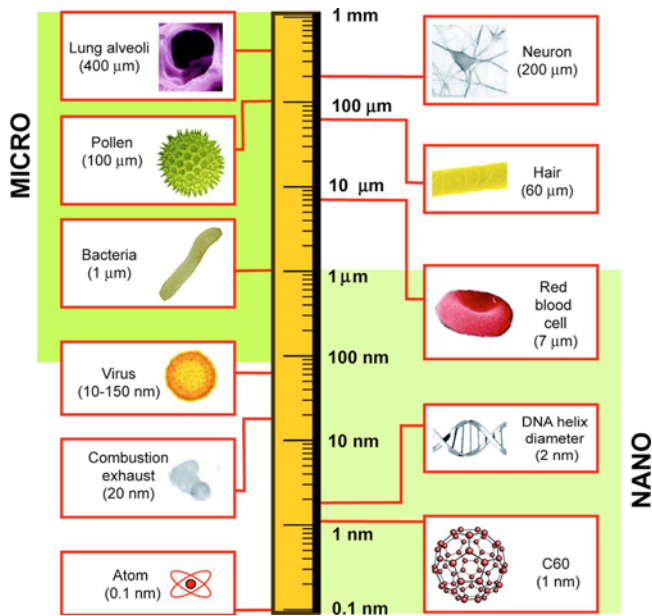 MICRO
Lung alveoli
(400 μm)
Pollen
(100 μm)
Bacteria
(1 μm)
Virus
(10-150 nm)
Combustion
exhaust
(20 nm)
Atom
(0.1 nm)
1 mm
100 μm
10 μm
1μm
100 nm
10 nm
1 nm
0.1 nm
Neuron
(200 μm)
Hair
(60 μm)
Red
blood
cell
(7 μm)
DNA helix
diameter
(2 nm)
C60
(1 nm)
NANO